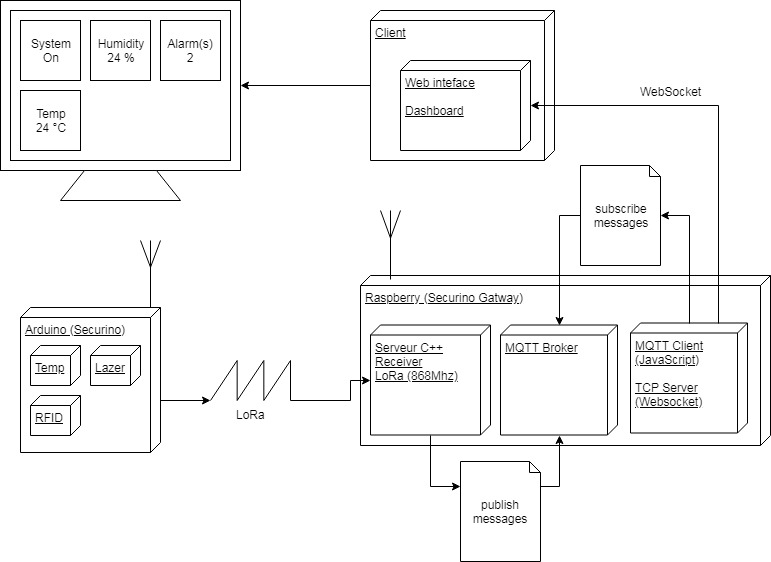 System
On
Humidity
24 %
Alarm(s)
2
Temp
24 °C
Client
Web inteface
Dashboard
WebSocket
subscribe
messages
Arduino (Securino)
Temp
Lazer
RFID
LoRa
Raspberry (Securino Gatway)
Serveur C++
Receiver
LoRa (868Mhz)
MQTT Broker
MQTT Client
(JavaScript)
TCP Server
(Websocket)
publish
messages